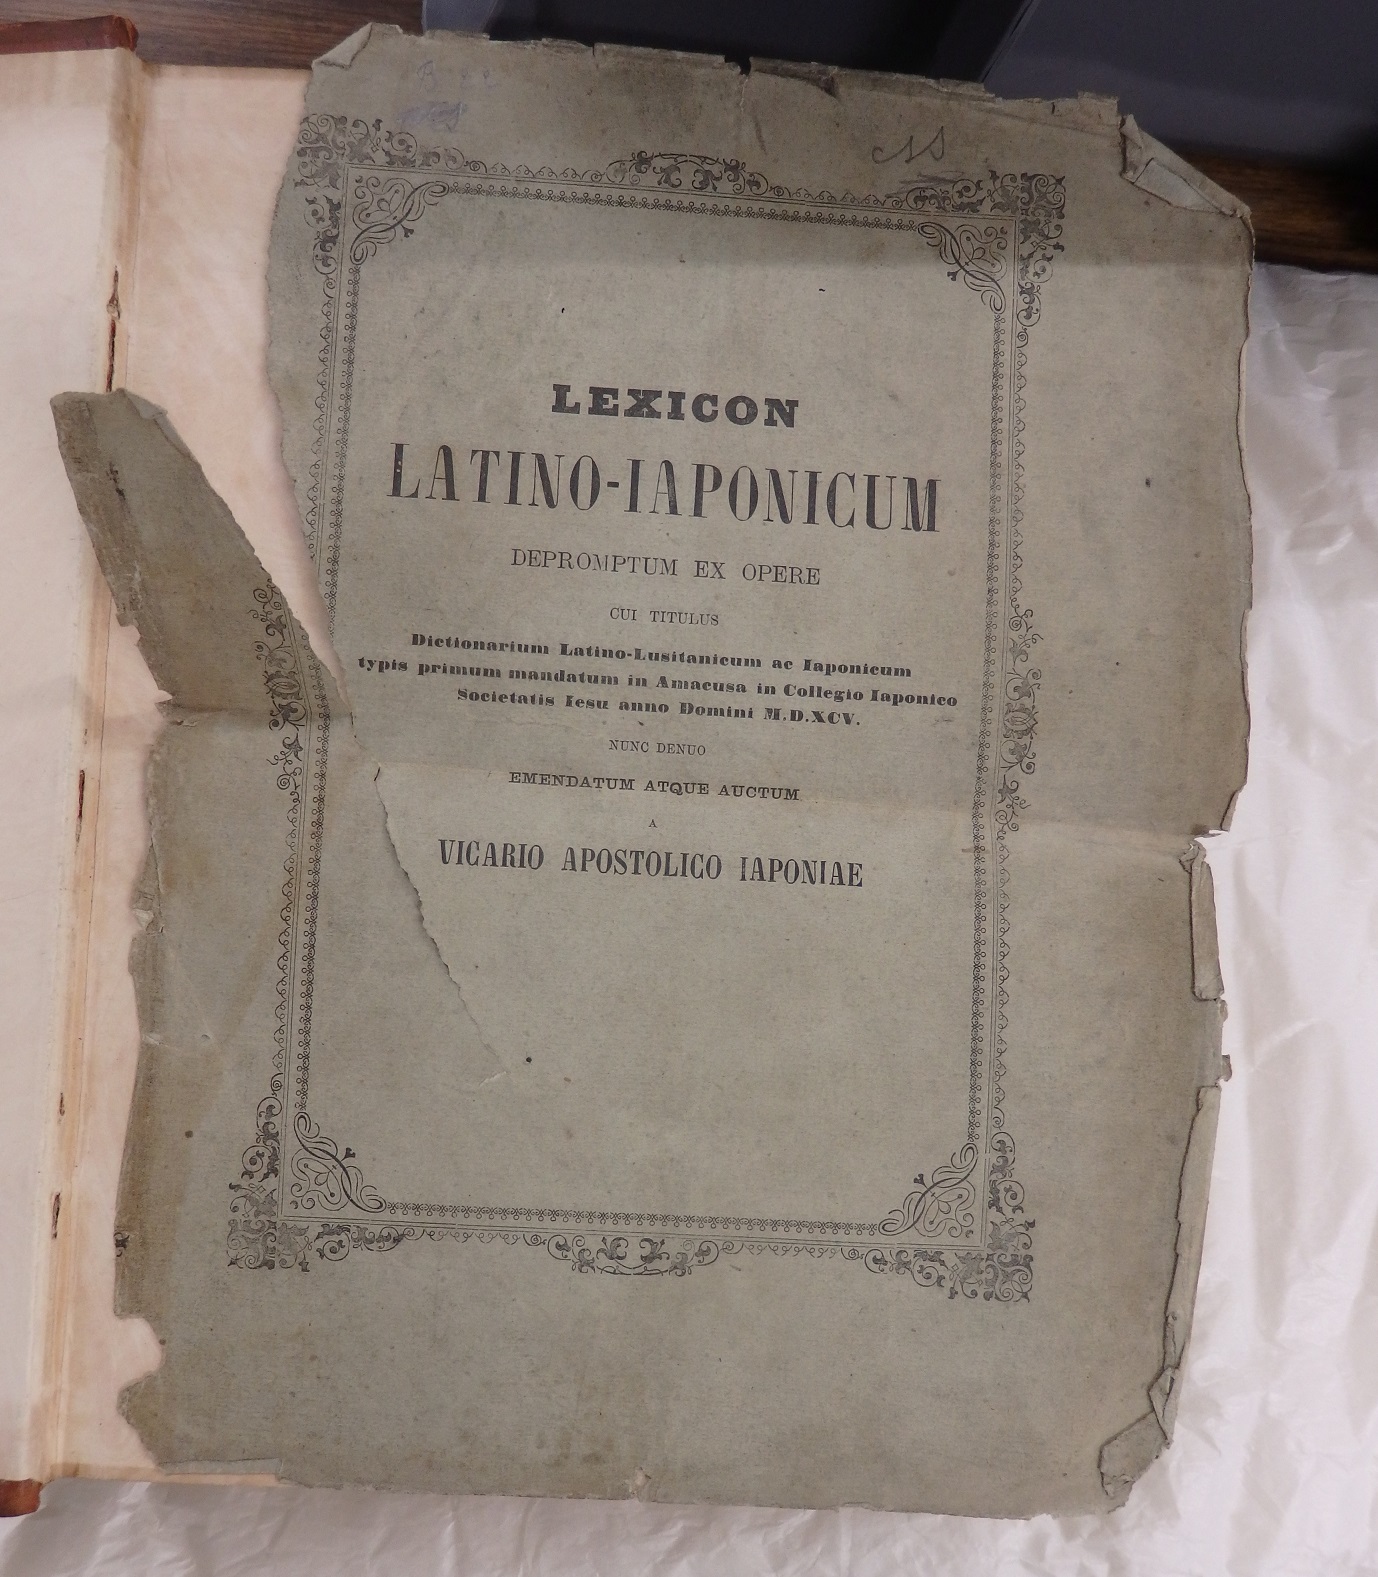 LEXICON
LATINO-IAPONICUM
DEPROMPTUM EX OPERE
CUI TITULUS
Dictionarium Latino-Lusitanicum ac Iaponicum
typis primum mandatum in Amacusa in Collegio Iaponico
Societatis Iesu anno Domini M.D.XCV.
NUNC DENUO
EMENDATUM ATQUE AUCTUM
A
VICARIO APOSTOLICO IAPONIAE